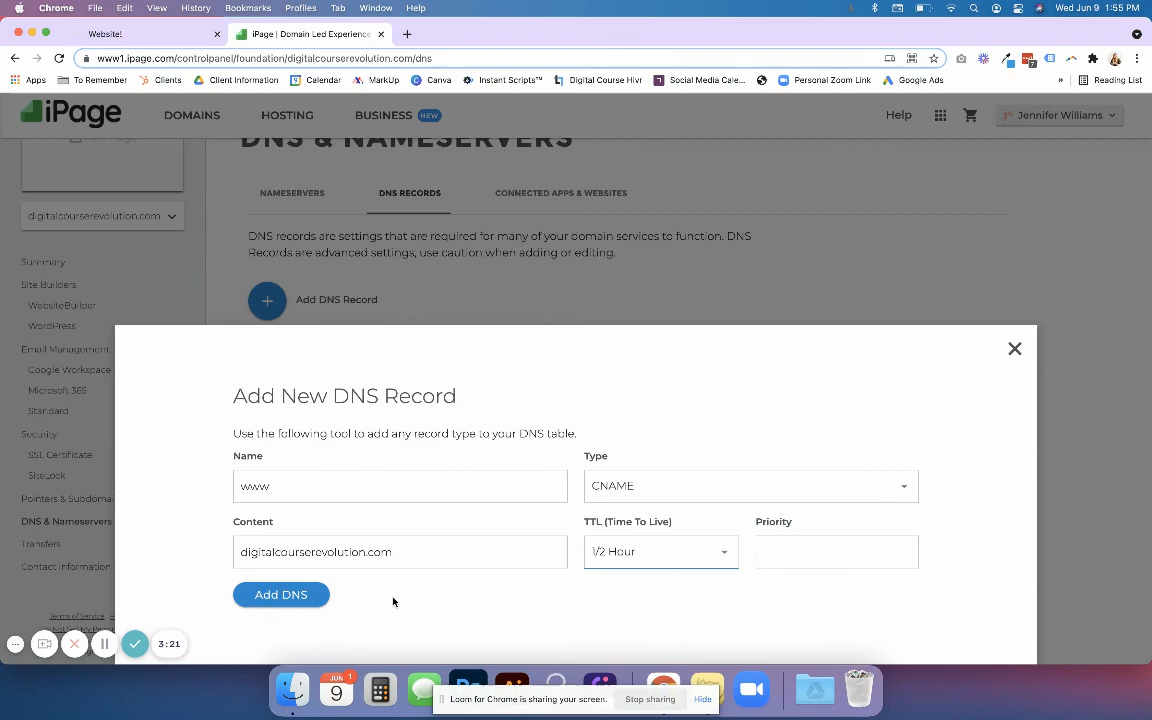 Chrome File Edit View History Bookmarks Profiles Tab Window Help Wed Jun 9 1:55 PM
Website! iPage | Domain Led Experience
www1.ipage.com/controlpanel/foundation/digitalcourserevolution.com/dns
Apps To Remember Clients Client Information Calendar MarkUp Canva Instant Scripts™ Digital Course Hivr Social Media Cale... Personal Zoom Link Google Ads » Reading List
iPage DOMAINS HOSTING BUSINESS NEW Help Jennifer Williams
DNS & NAMESERVERS
NAMESERVERS DNS RECORDS CONNECTED APPS & WEBSITES
digitalcourserevolution.com
DNS records are settings that are required for many of your domain services to function. DNS
Records are advanced settings, use caution when adding or editing.
Add DNS Record
Summary
Site Builders
WebsiteBuilder
WordPress
Email Management
Google Workspace
Microsoft 365
Standard
Security
SSL Certificate
SiteLock
Pointers & Subdomai
DNS & Nameservers
Transfers
Contact Information
Terms of Service
Add New DNS Record
Use the following tool to add any record type to your DNS table.
Name Type
www CNAME
Content TTL (Time To Live) Priority
digitalcourserevolution.com 1/2 Hour
Add DNS
3:21
JUN 1
9
Loom for Chrome is sharing your screen. Stop sharing Hide